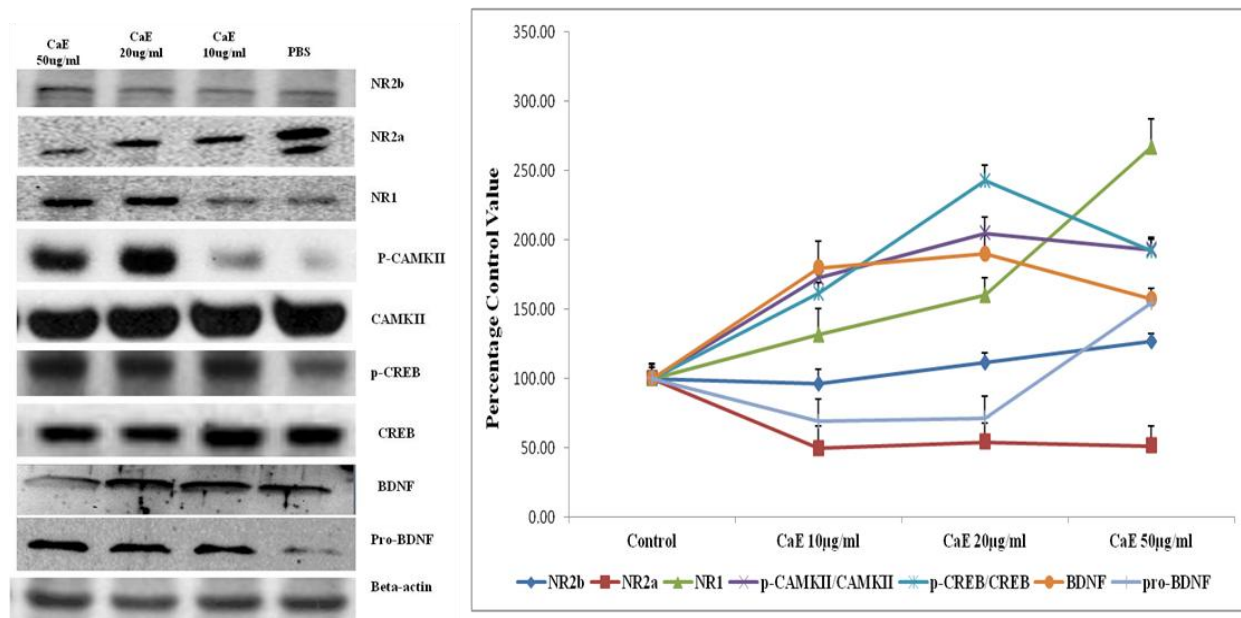 CaE
50ug/ml
CaE
20ug/ml
CaE
10ug/ml
PBS
NR2b
NR2a
NR1
P-CAMKII
CAMKII
p-CREB
CREB
BDNF
Pro-BDNF
Beta-actin
Percentage Control Value
350.00
300.00
250.00
200.00
150.00
100.00
50.00
0.00
Control CaE 10µg/ml CaE 20µg/ml CaE 50µg/ml
NR2b NR2a NR1 p-CAMKII/CAMKII p-CREB/CREB BDNF pro-BDNF